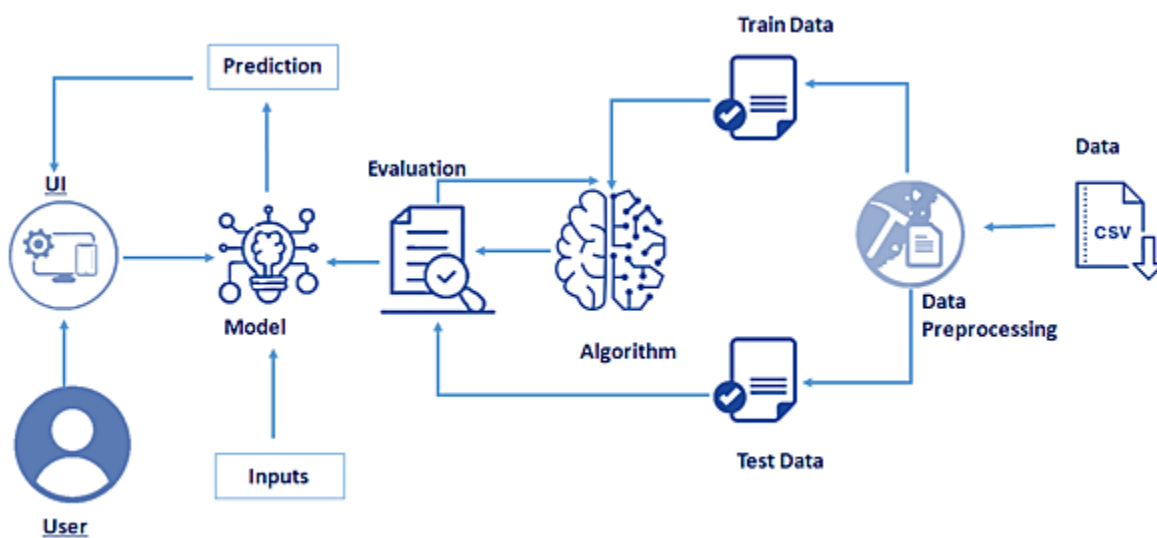 Train Data
Prediction
Data
Evaluation
UI
CSV
Model
Data
Preprocessing
Algorithm
Test Data
Inputs
User